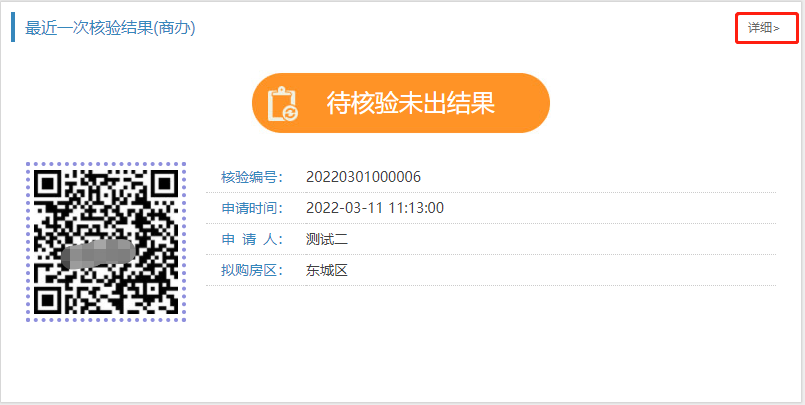 最近一次核验结果(商办)
详细>
待核验未出结果
核验编号： 20220301000006
申请时间： 2022-03-11 11:13:00
申 请 人： 测试二
拟购房区： 东城区